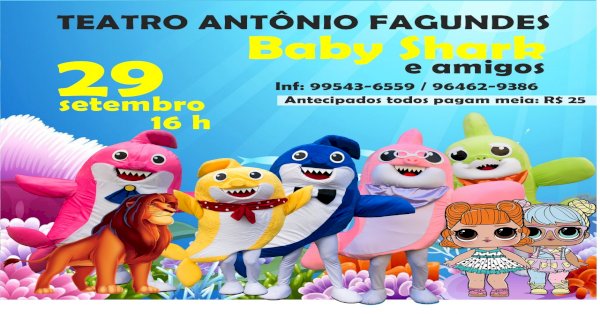 TEATRO ANTÔNIO FAGUNDES
Baby Shark
e amigos
29
setembro
16 h
Inf: 99543-6559 / 96462-9386
Antecipados todos pagam meia: R$ 25